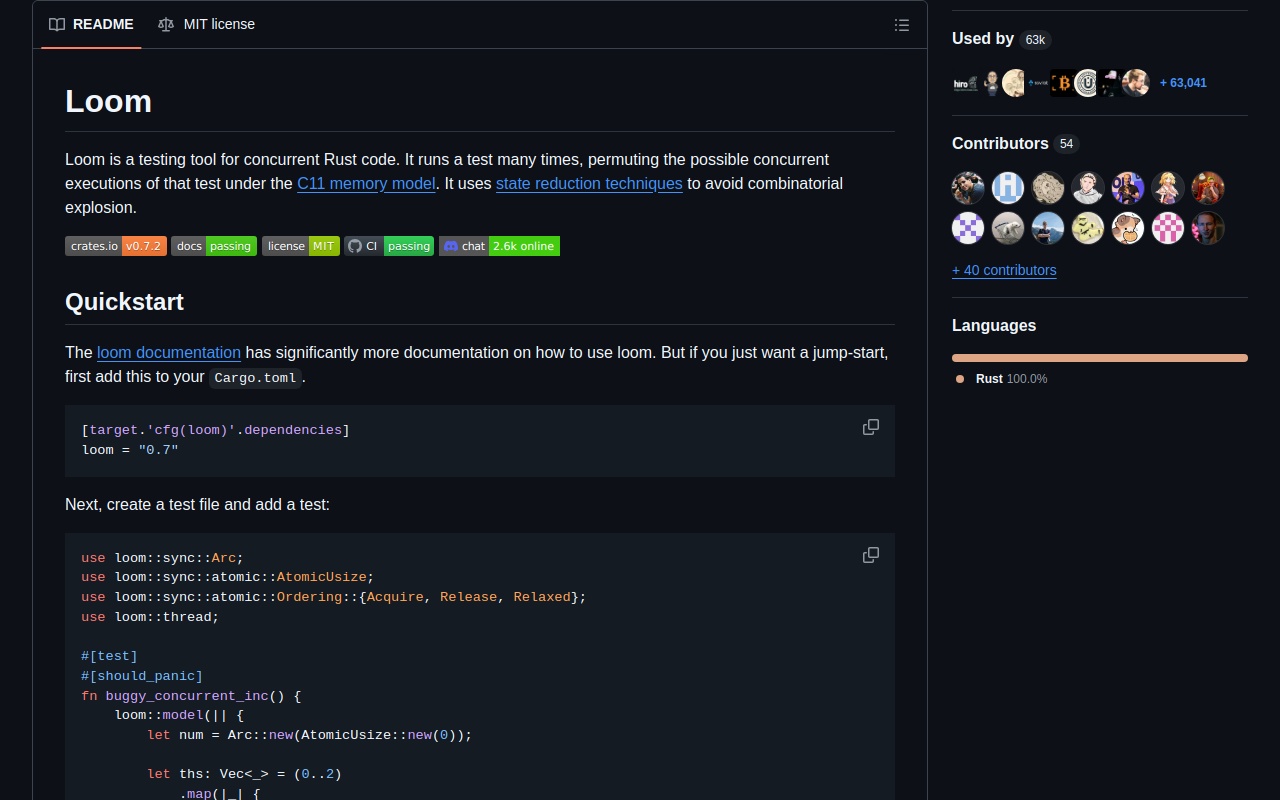 README
MIT license
Loom
Loom is a testing tool for concurrent Rust code. It runs a test many times, permuting the possible concurrent
executions of that test under the C11 memory model. It uses state reduction techniques to avoid combinatorial
explosion.
crates.io v0.7.2 docs passing license MIT CI passing chat 2.6k online
Quickstart
The loom documentation has significantly more documentation on how to use loom. But if you just want a jump-start,
first add this to your Cargo.toml.
[target.'cfg(loom)'.dependencies]
loom = "0.7"
Next, create a test file and add a test:
use loom::sync::Arc;
use loom::sync::atomic::AtomicUsize;
use loom::sync::atomic::Ordering::{Acquire, Release, Relaxed};
use loom::thread;
#[test]
#[should_panic]
fn buggy_concurrent_inc() {
    loom::model(|| {
        let num = Arc::new(AtomicUsize::new(0));
        let ths: Vec<_> = (0..2)
            .map(|_| {
Used by 63k
hiro
+ 63,041
Contributors 54
+ 40 contributors
Languages
Rust 100.0%